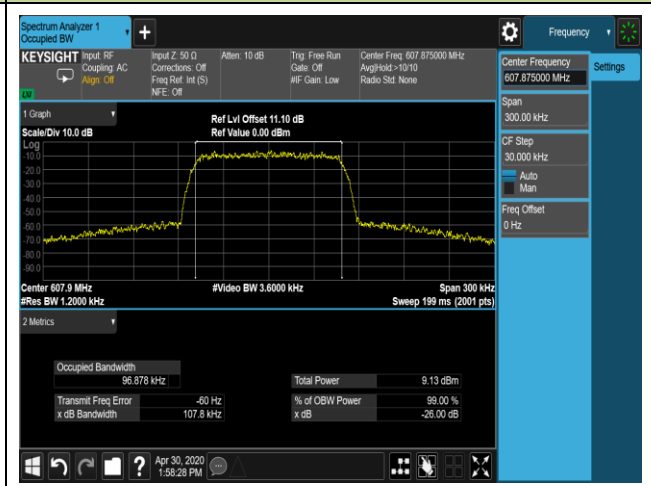 Spectrum Analyzer 1
Occupied BW
Frequency
KEYSIGHT
Input: RF
Coupling: AC
Align: Off
Input Z: 50 Ω
Corrections: Off
Freq Ref: Int (S)
NFE: Off
Atten: 10 dB
Trig: Free Run
Gate: Off
#IF Gain: Low
Center Freq: 607.875000 MHz
Avg|Hold:>10/10
Radio Std: None
Center Frequency
607.875000 MHz
Settings
Span
300.00 kHz
CF Step
30.000 kHz
Auto
Man
Freq Offset
0 Hz
1 Graph
Scale/Div 10.0 dB
Ref Lvl Offset 11.10 dB
Ref Value 0.00 dBm
Log
-10.0
-20.0
-30.0
-40.0
-50.0
-60.0
-70.0
-80.0
-90.0
Center 607.9 MHz
#Res BW 1.2000 kHz
#Video BW 3.6000 kHz
Span 300 kHz
Sweep 199 ms (2001 pts)
2 Metrics
Occupied Bandwidth
96.878 kHz
Total Power 9.13 dBm
Transmit Freq Error -60 Hz
% of OBW Power 99.00 %
x dB Bandwidth 107.8 kHz
x dB -26.00 dB
?
Apr 30, 2020
1:58:28 PM